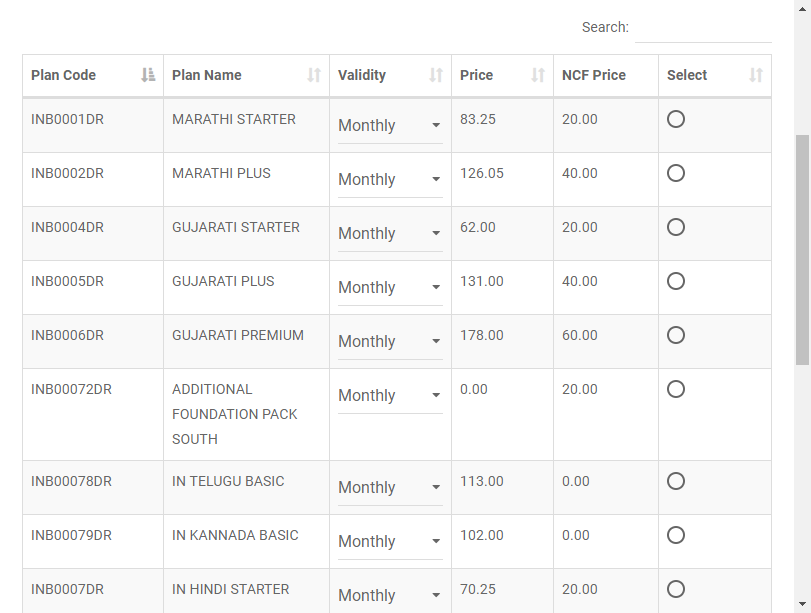 Search:
Plan Code Plan Name Validity Price NCF Price Select
INB0001DR MARATHI STARTER Monthly 83.25 20.00
INB0002DR MARATHI PLUS Monthly 126.05 40.00
INB0004DR GUJARATI STARTER Monthly 62.00 20.00
INB0005DR GUJARATI PLUS Monthly 131.00 40.00
INB0006DR GUJARATI PREMIUM Monthly 178.00 60.00
INB00072DR ADDITIONAL Monthly 0.00 20.00
FOUNDATION PACK
SOUTH
INB00078DR IN TELUGU BASIC Monthly 113.00 0.00
INB00079DR IN KANNADA BASIC Monthly 102.00 0.00
INB0007DR IN HINDI STARTER Monthly 70.25 20.00